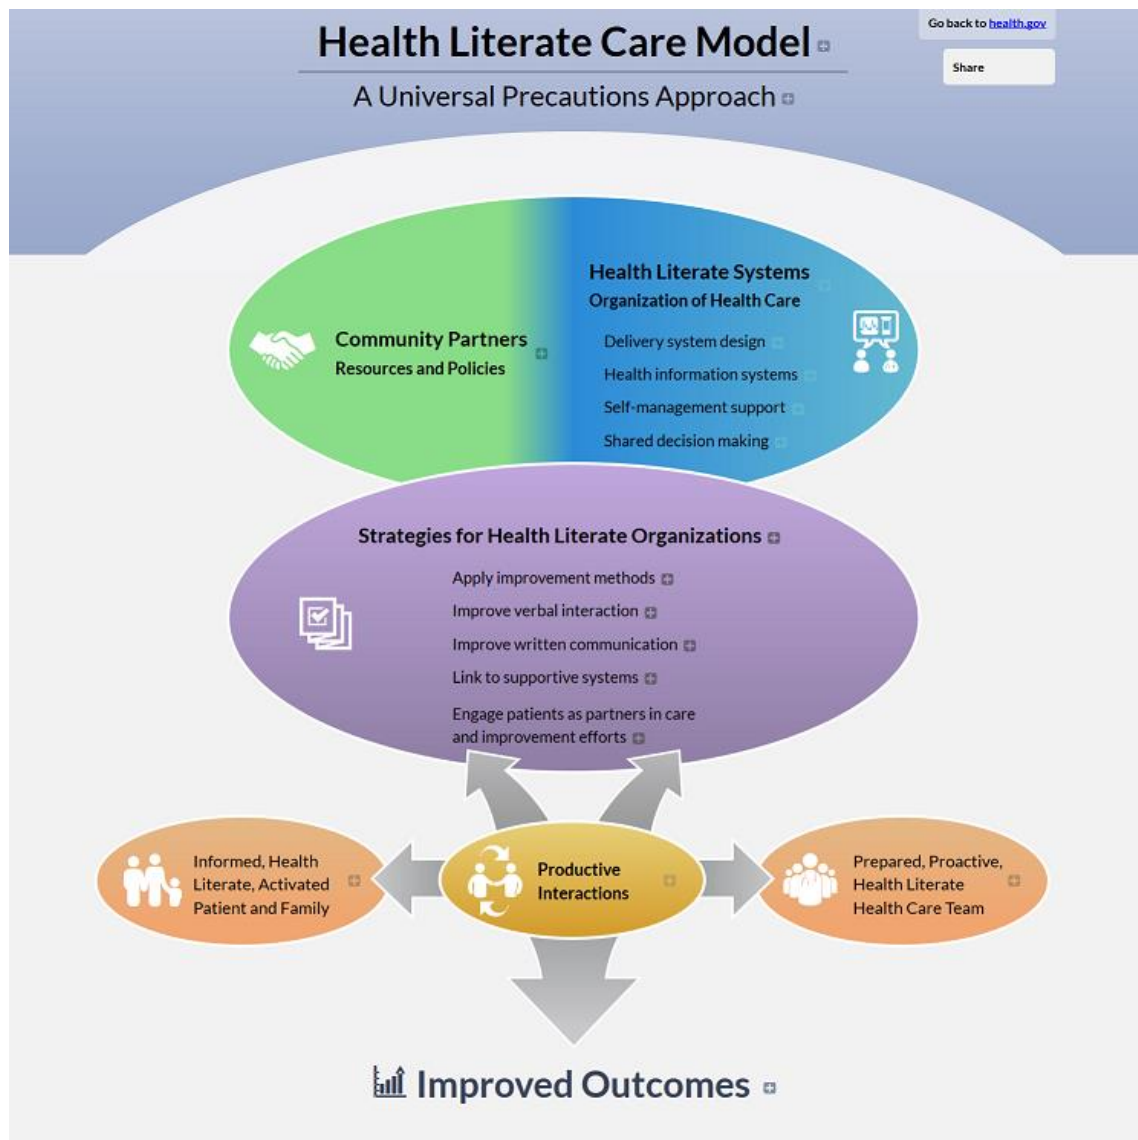 Health Literate Care Model
Go back to health.gov
Share
A Universal Precautions Approach
Community Partners
Resources and Policies
Health Literate Systems
Organization of Health Care
Delivery system design
Health information systems
Self-management support
Shared decision making
Strategies for Health Literate Organizations
Apply improvement methods
Improve verbal interaction
Improve written communication
Link to supportive systems
Engage patients as partners in care
and improvement efforts
Informed, Health
Literate, Activated
Patient and Family
Productive
Interactions
Prepared, Proactive,
Health Literate
Health Care Team
Improved Outcomes